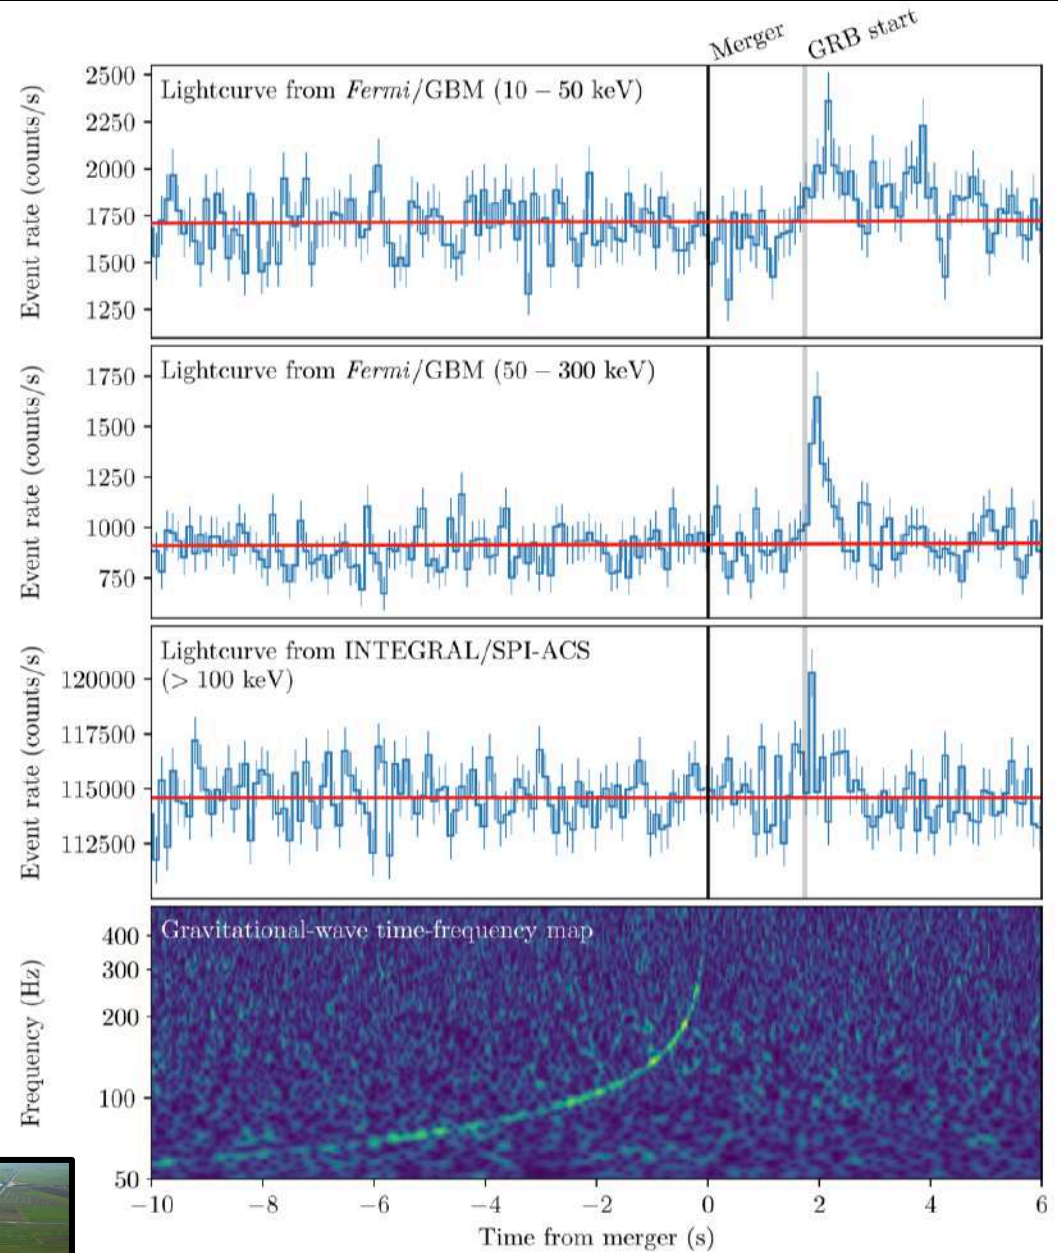 Merger GRB start
Lightcurve from Fermi/GBM (10 – 50 keV)
Event rate (counts/s)
2500
2250
2000
1750
1500
1250
Lightcurve from Fermi/GBM (50 – 300 keV)
Event rate (counts/s)
1750
1500
1250
1000
750
Lightcurve from INTEGRAL/SPI-ACS
(> 100 keV)
Event rate (counts/s)
120000
117500
115000
112500
Gravitational-wave time-frequency map
Frequency (Hz)
400
300
200
100
50
−10 −8 −6 −4 −2 0 2 4 6
Time from merger (s)